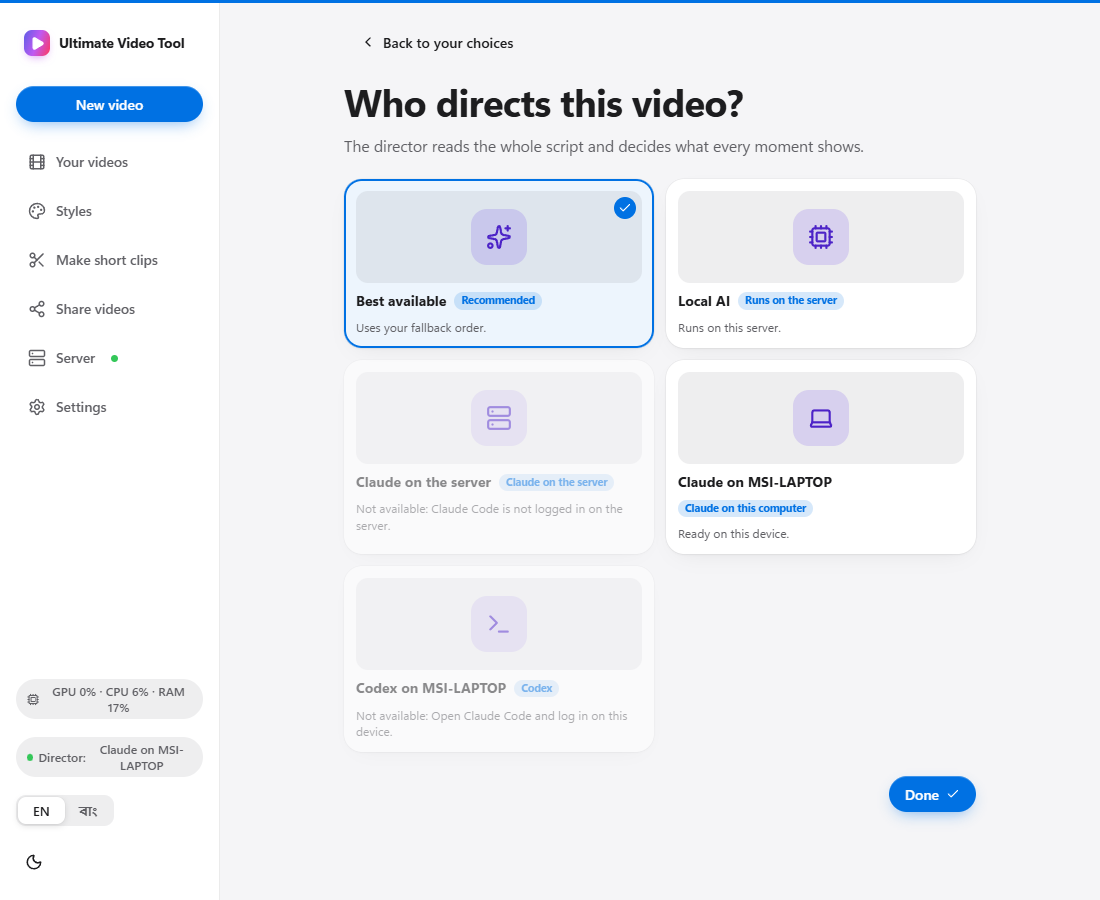 Ultimate Video Tool
New video
Your videos
Styles
Make short clips
Share videos
Server
Settings
GPU 0% · CPU 6% · RAM
17%
Director: Claude on MSI-
LAPTOP
EN বাং
Back to your choices
Who directs this video?
The director reads the whole script and decides what every moment shows.
Best available Recommended
Uses your fallback order.
Local AI Runs on the server
Runs on this server.
Claude on the server Claude on the server
Not available: Claude Code is not logged in on the
server.
Claude on MSI-LAPTOP
Claude on this computer
Ready on this device.
Codex on MSI-LAPTOP Codex
Not available: Open Claude Code and log in on this
device.
Done